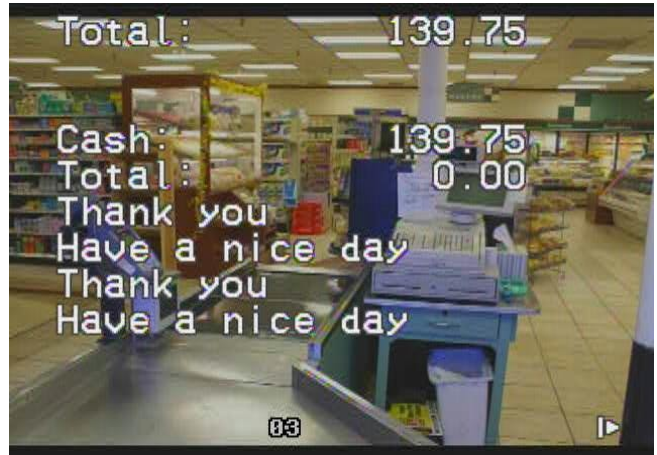 Total: 139.75
Cash: 139.75
Total: 0.00
Thank you
Have a nice day
Thank you
Have a nice day
03